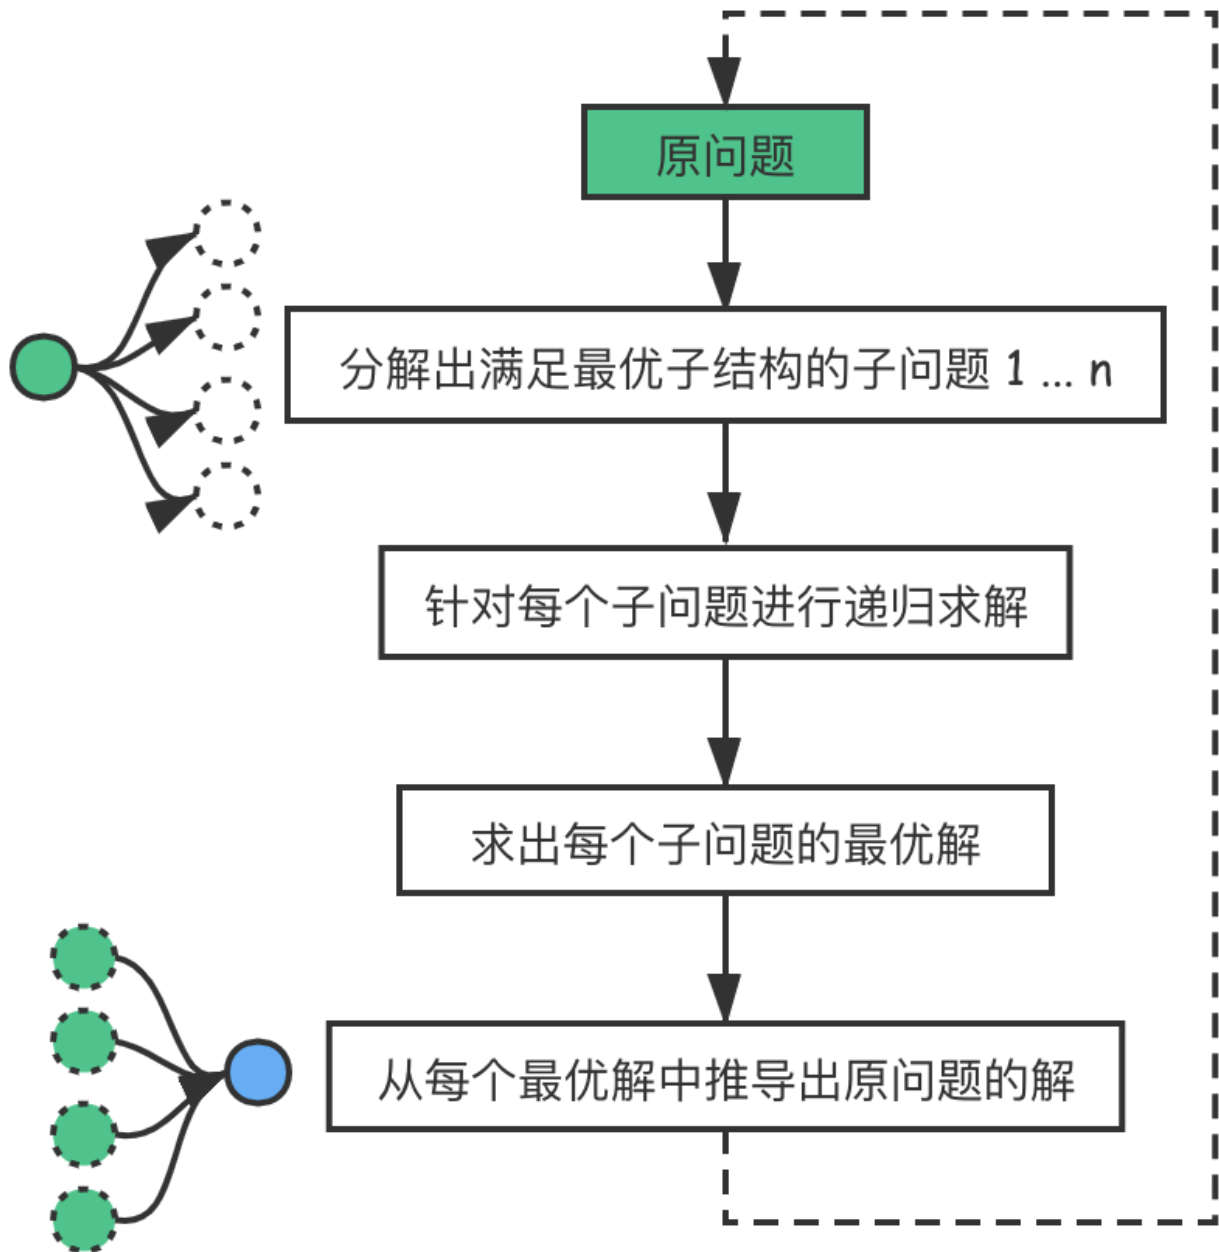 原问题
分解出满足最优子结构的子问题 1 ... n
针对每个子问题进行递归求解
求出每个子问题的最优解
从每个最优解中推导出原问题的解